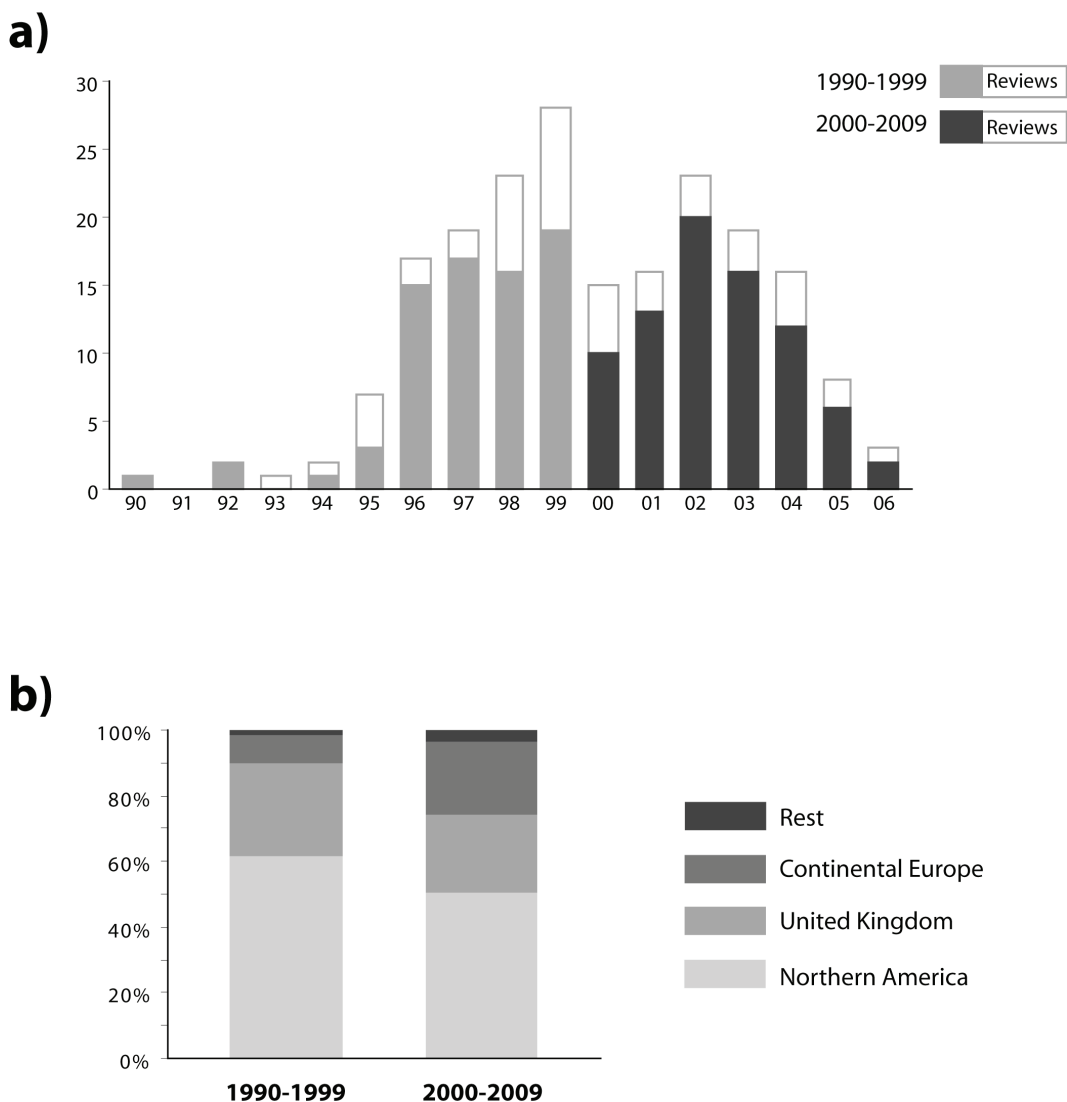 a)
30
25
20
15
10
5
0
90 91 92 93 94 95 96 97 98 99 00 01 02 03 04 05 06
1990-1999 Reviews
2000-2009 Reviews
b)
100%
80%
60%
40%
20%
0%
1990-1999 2000-2009
Rest
Continental Europe
United Kingdom
Northern America